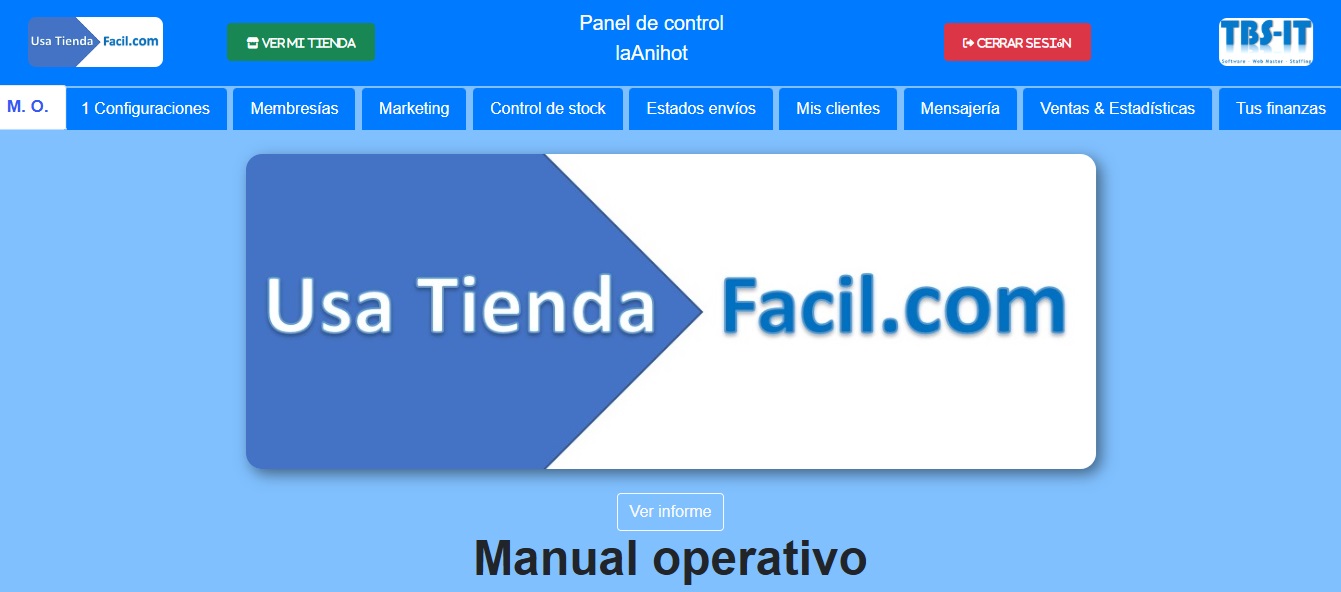 Usa Tienda Facil.com
VER MI TIENDA
Panel de control
laAnihot
CERRAR SESIóN
TBS-IT
Software - Web Master - Staffing
M. O.
1 Configuraciones
Membresías
Marketing
Control de stock
Estados envíos
Mis clientes
Mensajería
Ventas & Estadísticas
Tus finanzas
Usa Tienda Facil.com
Ver informe
Manual operativo